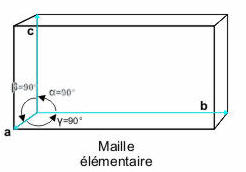 c
β=90° α=90°
b
γ=90°
a
Maille
élémentaire